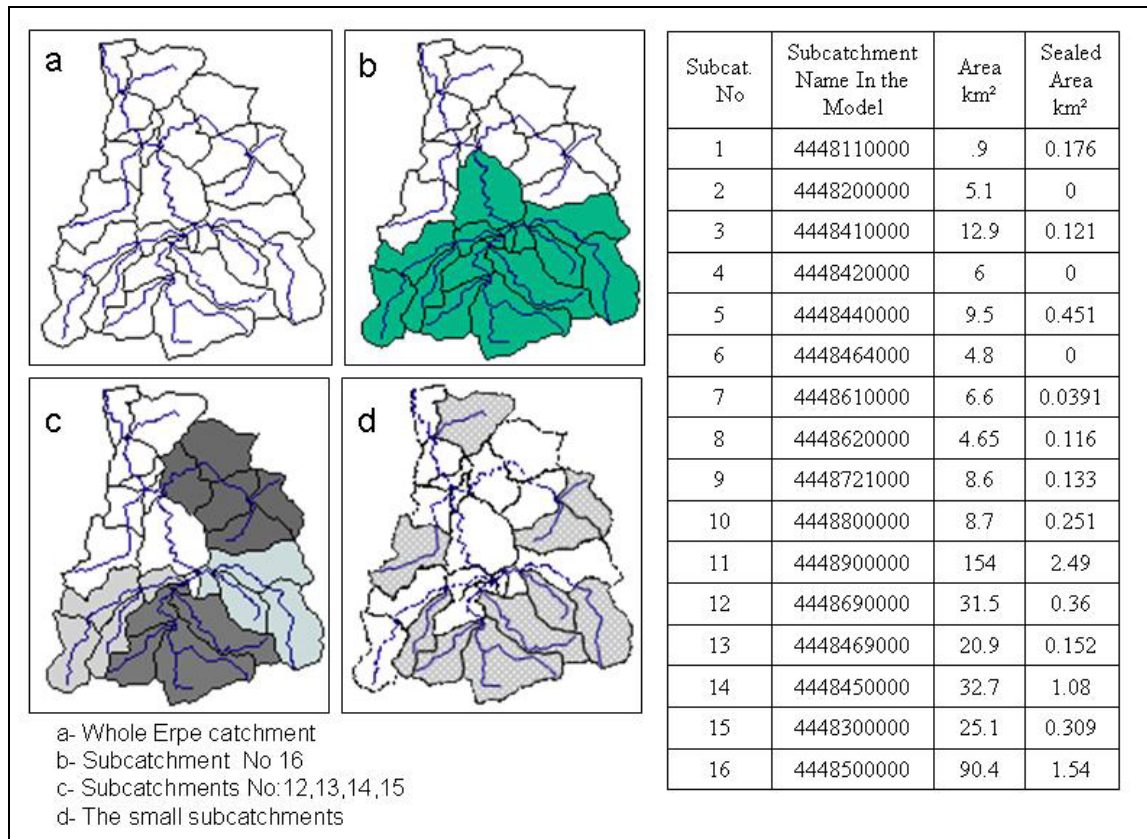 a
b
c
d
a- Whole Erpe catchment
b- Subcatchment No 16
c- Subcatchments No:12,13,14,15
d- The small subcatchments
Subcat. No | Subcatchment Name In the Model | Area km² | Sealed Area km²
1 | 4448110000 | .9 | 0.176
2 | 4448200000 | 5.1 | 0
3 | 4448410000 | 12.9 | 0.121
4 | 4448420000 | 6 | 0
5 | 4448440000 | 9.5 | 0.451
6 | 4448464000 | 4.8 | 0
7 | 4448610000 | 6.6 | 0.0391
8 | 4448620000 | 4.65 | 0.116
9 | 4448721000 | 8.6 | 0.133
10 | 4448800000 | 8.7 | 0.251
11 | 4448900000 | 154 | 2.49
12 | 4448690000 | 31.5 | 0.36
13 | 4448469000 | 20.9 | 0.152
14 | 4448450000 | 32.7 | 1.08
15 | 4448300000 | 25.1 | 0.309
16 | 4448500000 | 90.4 | 1.54